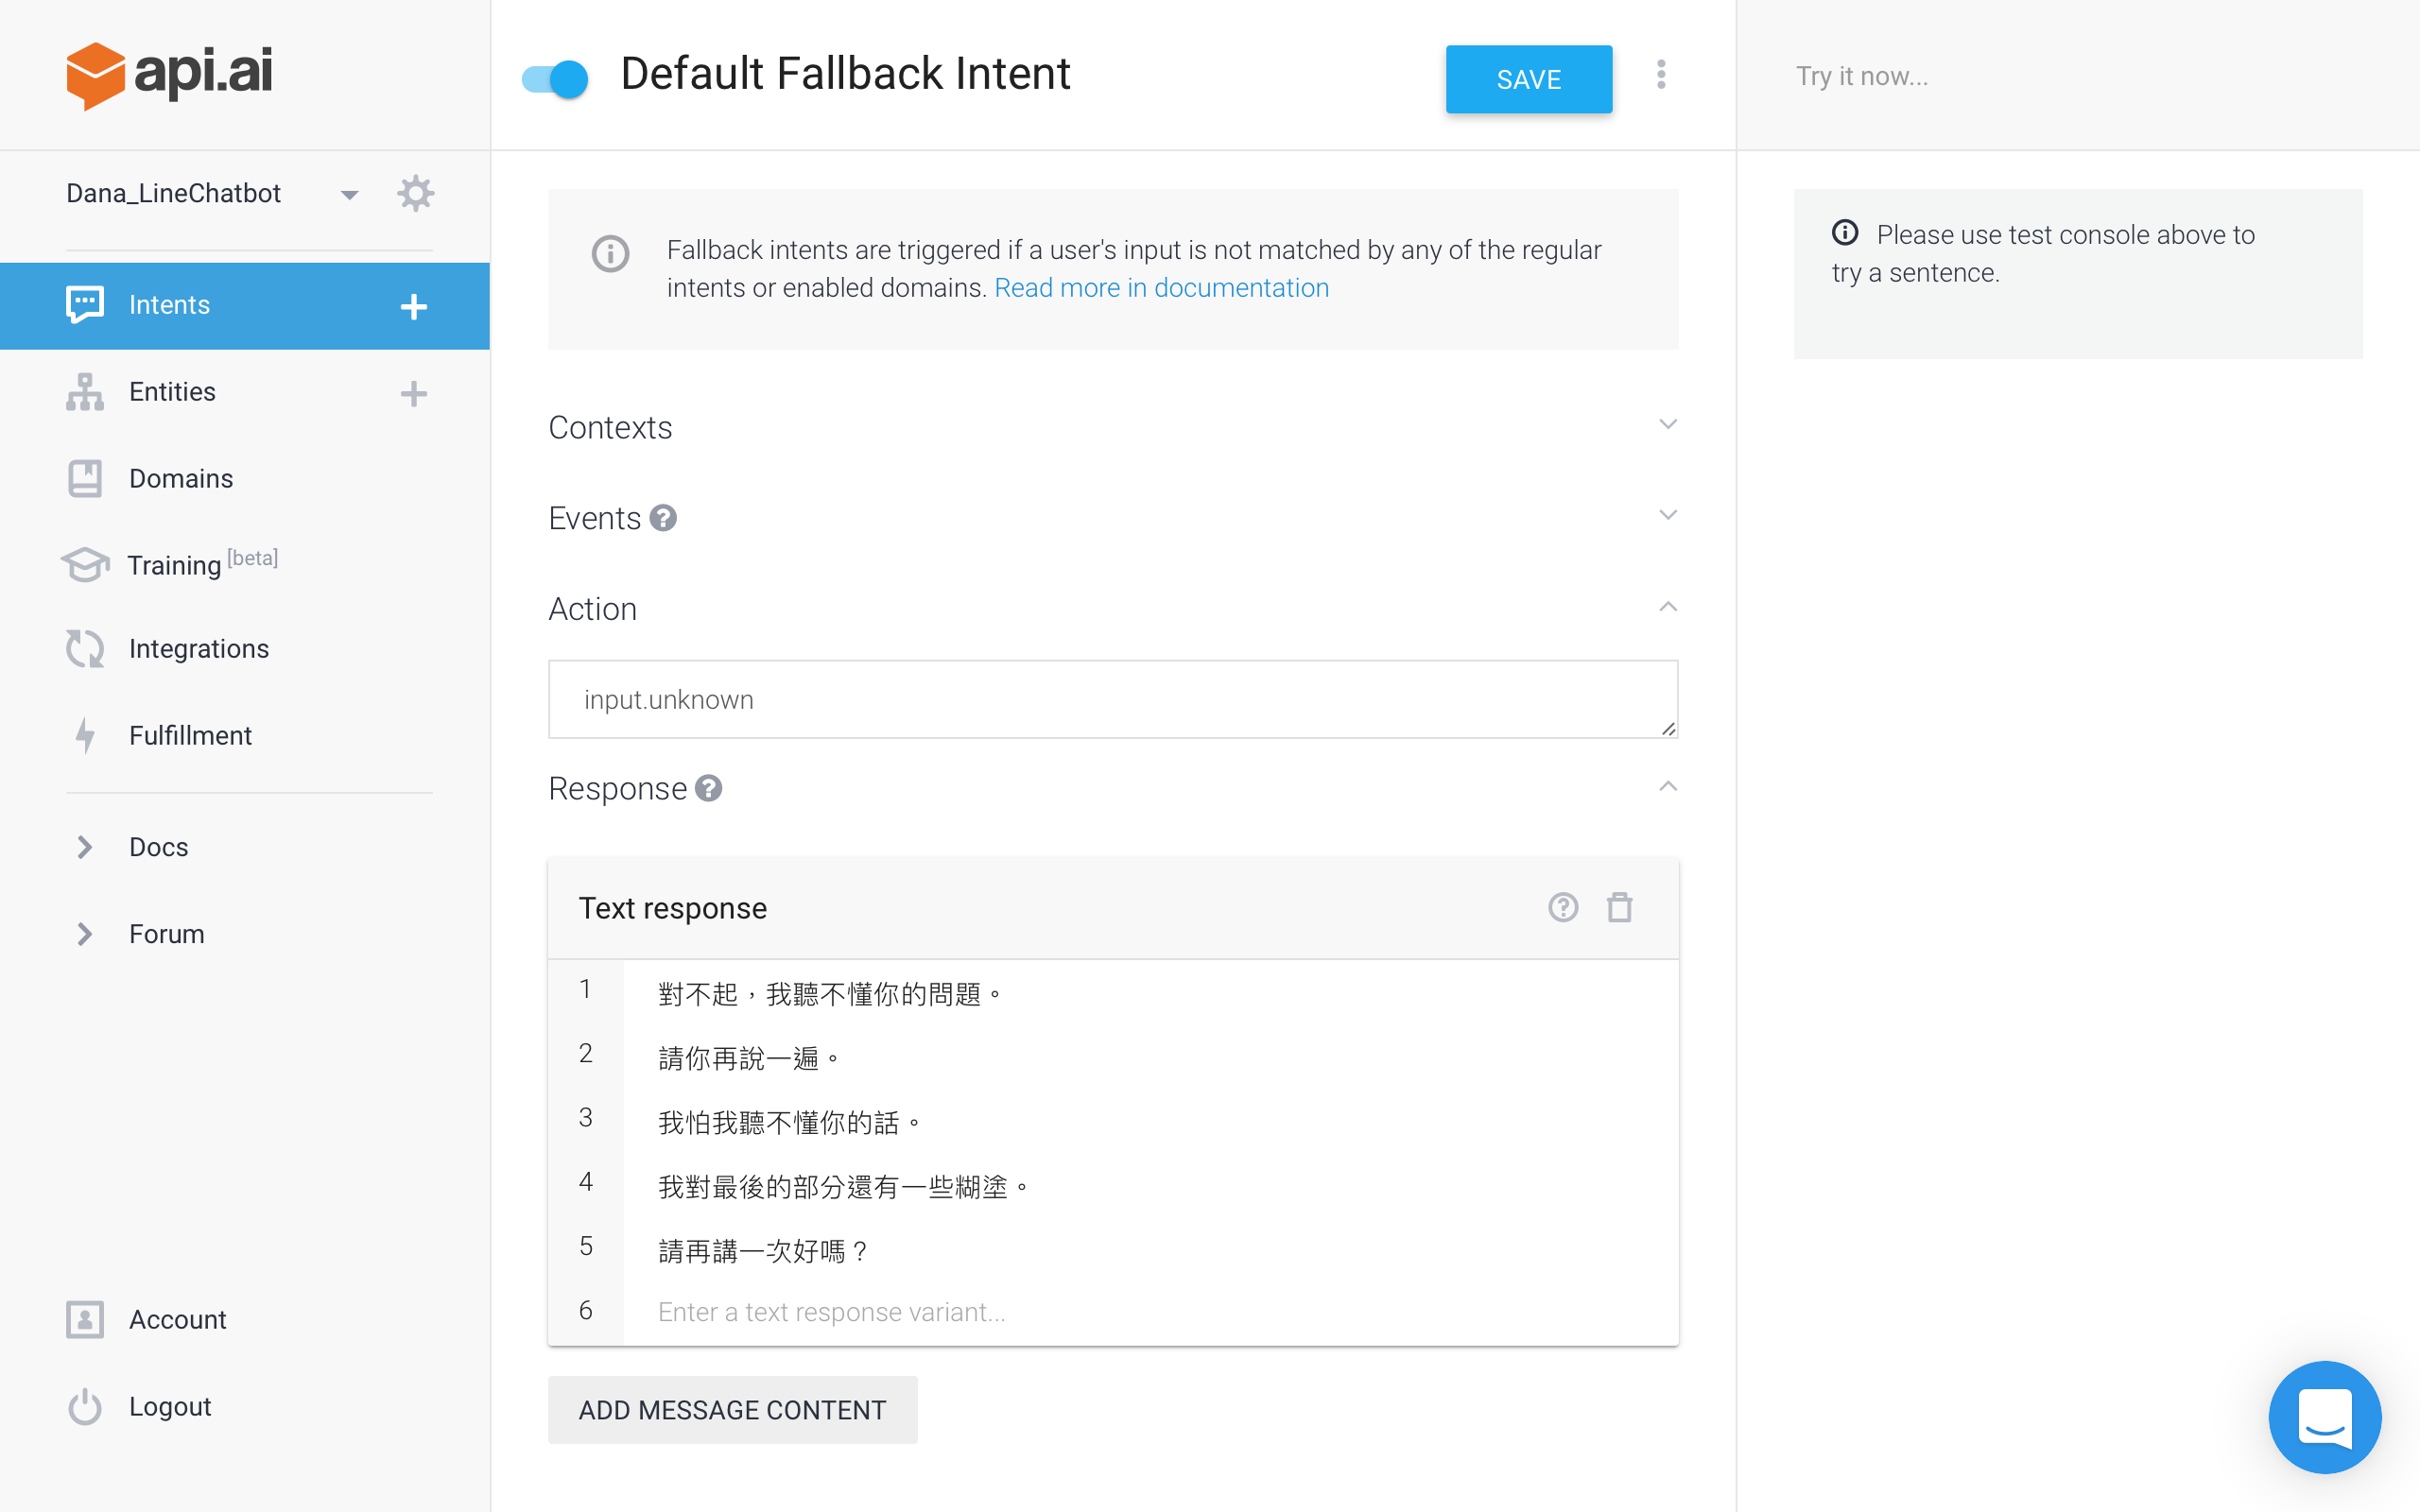 api.ai
Default Fallback Intent
SAVE
Try it now...
Dana_LineChatbot
Intents
Entities
Domains
Training [beta]
Integrations
Fulfillment
Docs
Forum
Account
Logout
Fallback intents are triggered if a user's input is not matched by any of the regular
intents or enabled domains. Read more in documentation
Contexts
Events ?
Action
input.unknown
Response ?
Text response
1 對不起，我聽不懂你的問題。
2 請你再說一遍。
3 我怕我聽不懂你的話。
4 我對最後的部分還有一些糊塗。
5 請再講一次好嗎？
6 Enter a text response variant...
ADD MESSAGE CONTENT
Please use test console above to
try a sentence.